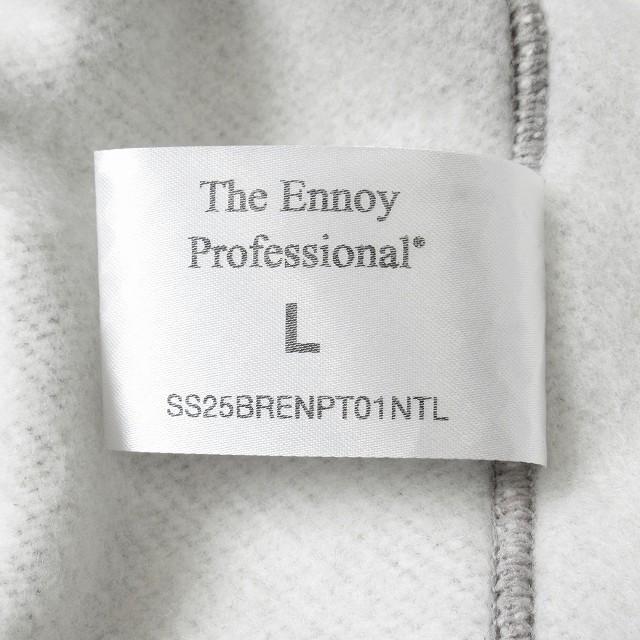 The Ennoy
Professional®
L
SS25BRENPT01NTL